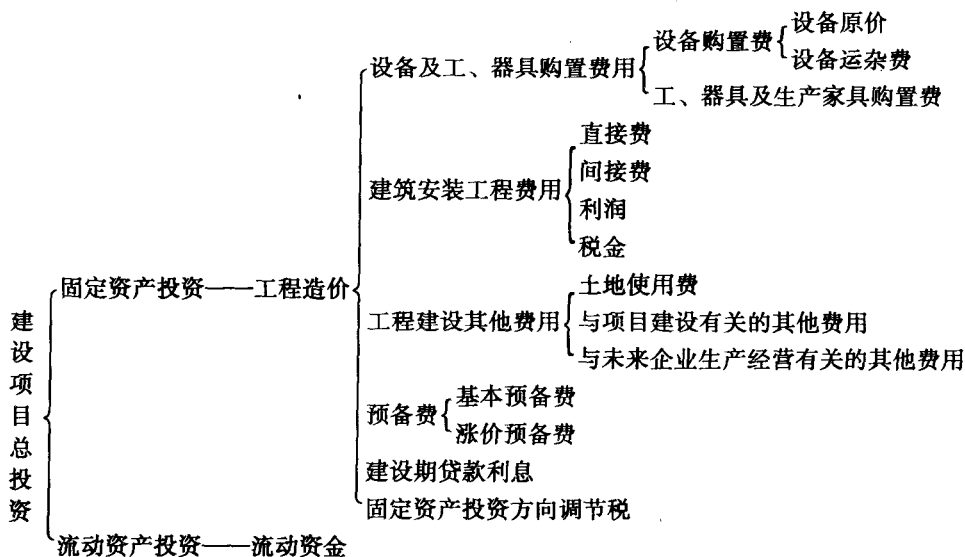 建设项目总投资
固定资产投资——工程造价
设备及工、器具购置费用
设备购置费
设备原价
设备运杂费
工、器具及生产家具购置费
建筑安装工程费用
直接费
间接费
利润
税金
工程建设其他费用
土地使用费
与项目建设有关的其他费用
与未来企业生产经营有关的其他费用
预备费
基本预备费
涨价预备费
建设期贷款利息
固定资产投资方向调节税
流动资产投资——流动资金